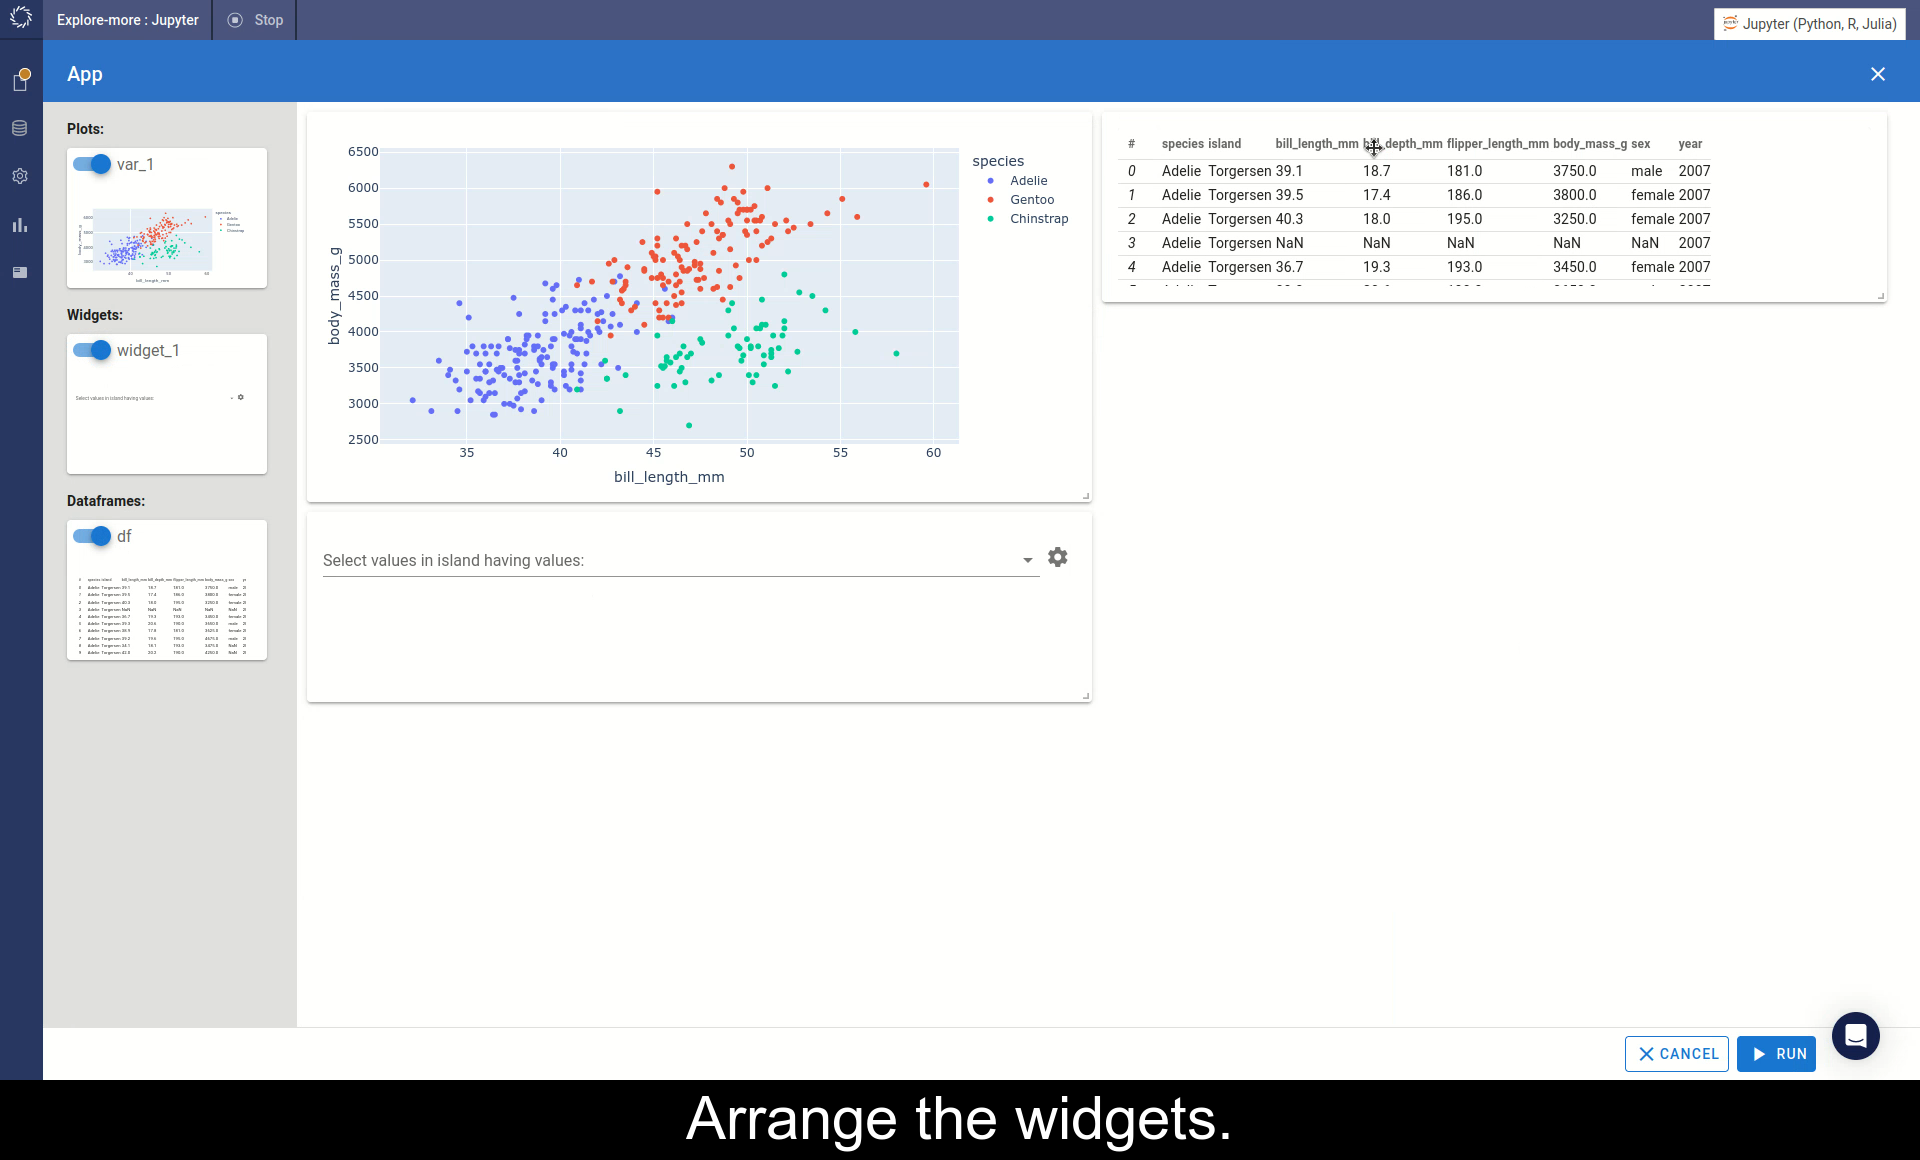 Explore-more : Jupyter
Stop
Jupyter (Python, R, Julia)
App
Plots:
var_1
Widgets:
widget_1
Select values in island having values:
Dataframes:
df
6500
6000
5500
5000
4500
4000
3500
3000
2500
body_mass_g
35 40 45 50 55 60
bill_length_mm
species
Adelie
Gentoo
Chinstrap
Select values in island having values:
# species island bill_length_mm bill_depth_mm flipper_length_mm body_mass_g sex year
0 Adelie Torgersen 39.1 18.7 181.0 3750.0 male 2007
1 Adelie Torgersen 39.5 17.4 186.0 3800.0 female 2007
2 Adelie Torgersen 40.3 18.0 195.0 3250.0 female 2007
3 Adelie Torgersen NaN NaN NaN NaN NaN 2007
4 Adelie Torgersen 36.7 19.3 193.0 3450.0 female 2007
CANCEL
RUN
Arrange the widgets.